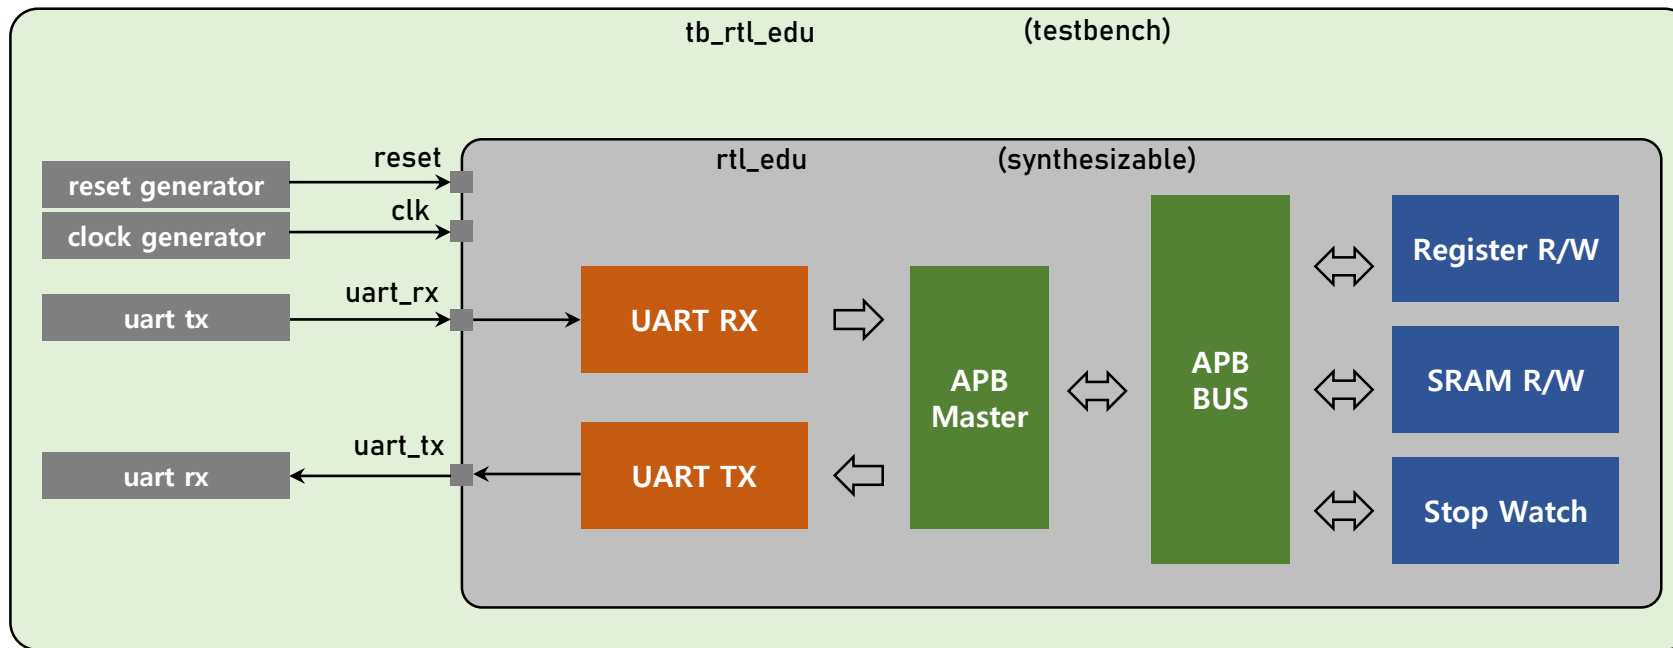 tb_rtl_edu (testbench)
reset
rtl_edu (synthesizable)
reset generator
clk
clock generator
uart_rx
uart tx
UART RX
APB
Master
APB
BUS
Register R/W
SRAM R/W
Stop Watch
uart_tx
uart rx
UART TX